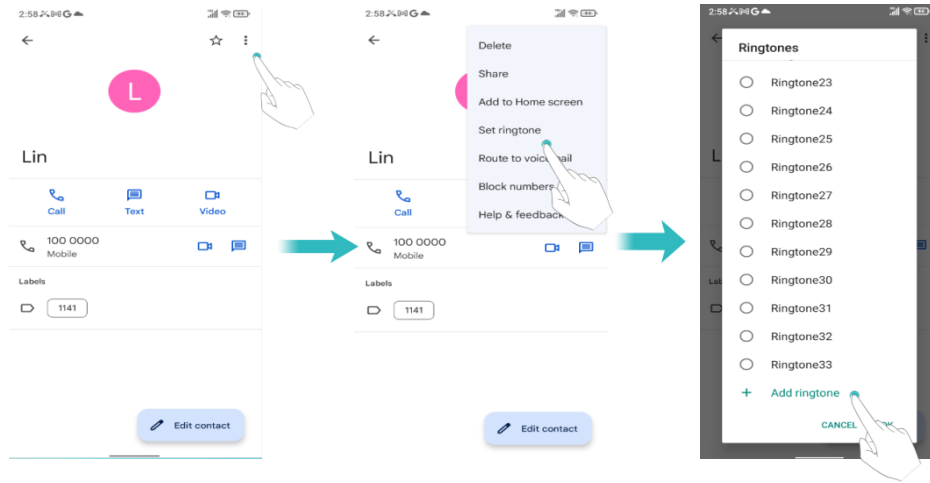 2:58
L
Lin
Call
Text
Video
100 0000
Mobile
Labels
1141
Edit contact
2:58
Delete
Share
Add to Home screen
Set ringtone
Route to voicemail
Block numbers
Help & feedback
Lin
Call
100 0000
Mobile
Labels
1141
Edit contact
2:58
Ringtones
Ringtone23
Ringtone24
Ringtone25
Ringtone26
Ringtone27
Ringtone28
Ringtone29
Ringtone30
Ringtone31
Ringtone32
Ringtone33
+ Add ringtone
CANCEL